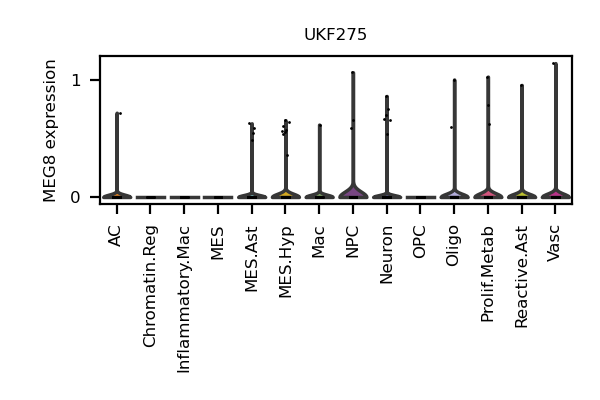 UKF275
MEG8 expression
1
0
AC
Chromatin.Reg
Inflammatory.Mac
MES
MES.Ast
MES.Hyp
Mac
NPC
Neuron
OPC
Oligo
Prolif.Metab
Reactive.Ast
Vasc